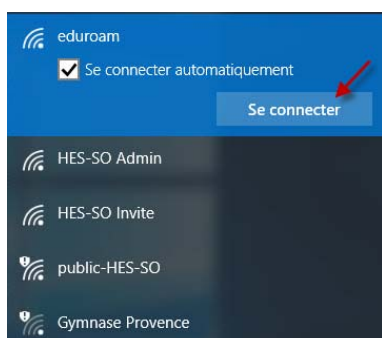 eduroam
Se connecter automatiquement
Se connecter
HES-SO Admin
HES-SO Invite
public-HES-SO
Gymnase Provence